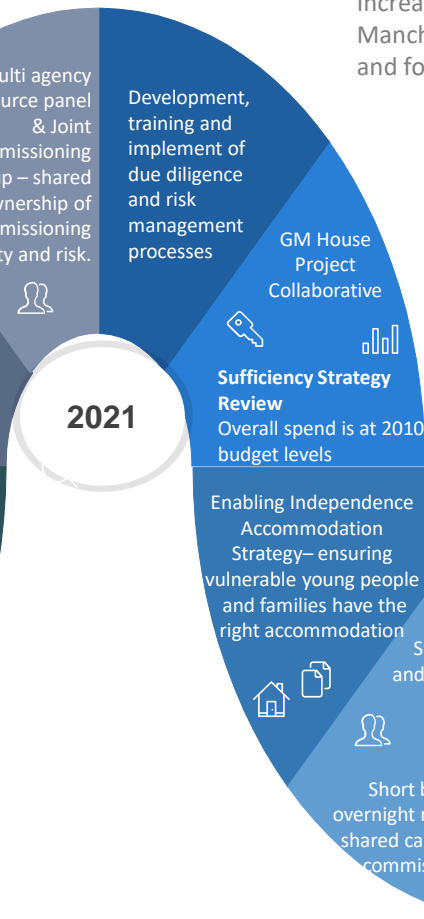 Increa
Manch
and fo
ulti agency
urce panel
& Joint
missioning
p – shared
nership of
missioning
ty and risk.
Development,
training and
implement of
due diligence
and risk
management
processes
GM House
Project
Collaborative
Sufficiency Strategy
Review
Overall spend is at 2010
budget levels
2021
Enabling Independence
Accommodation
Strategy– ensuring
vulnerable young people
and families have the
right accommodation
S
and
Short b
overnight r
shared ca
commis